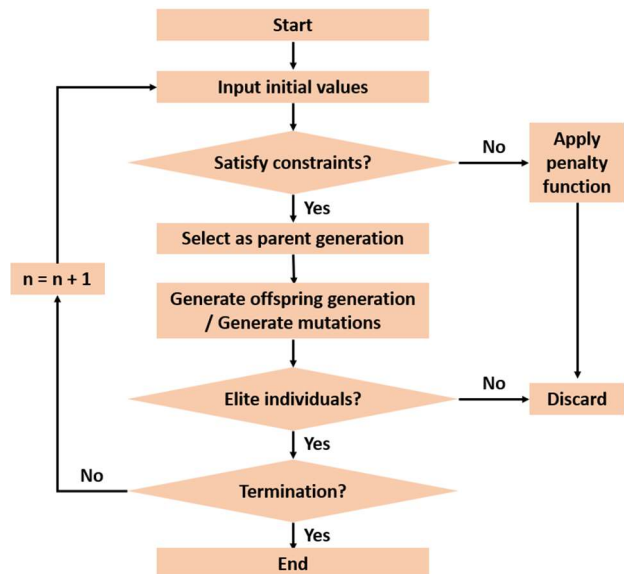 Start
Input initial values
Satisfy constraints?
No
Apply
penalty
function
Yes
Select as parent generation
n = n + 1
Generate offspring generation
/ Generate mutations
Elite individuals?
No
Discard
Yes
No
Termination?
Yes
End